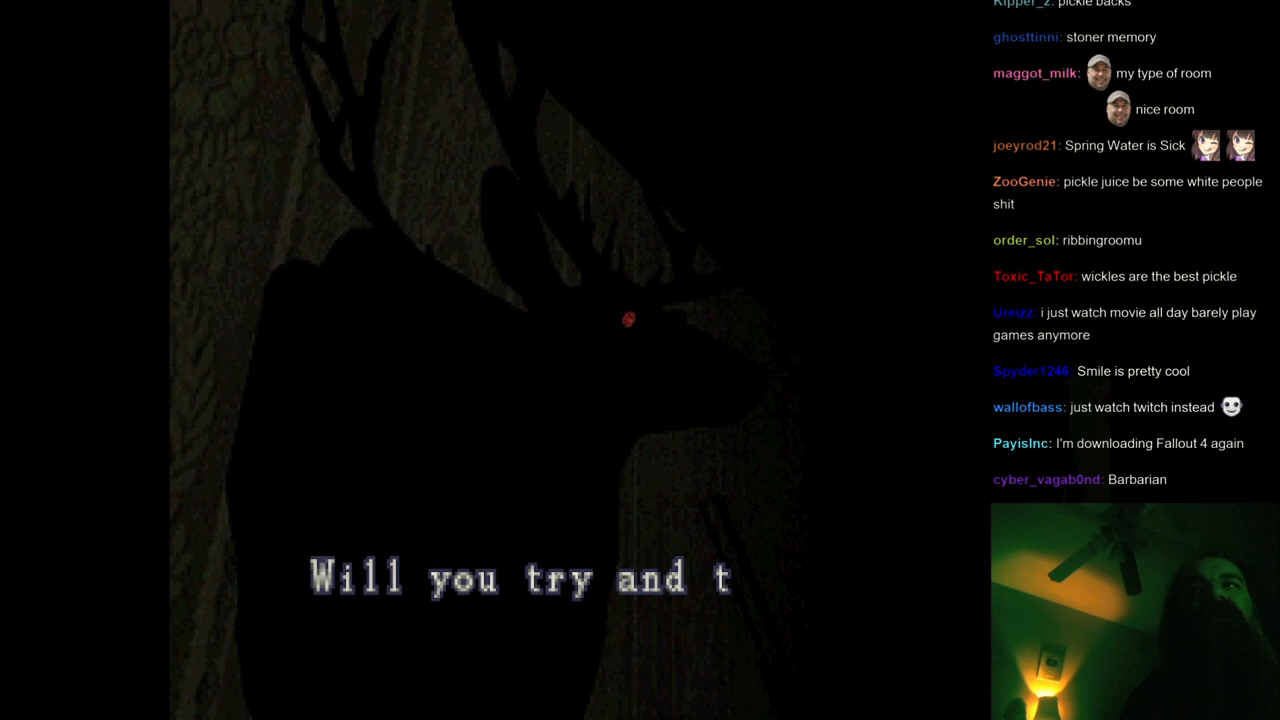 Will you try and t
Kipper_z: pickle backs
ghosttinni: stoner memory
maggot_milk: my type of room
nice room
joeyrod21: Spring Water is Sick
ZooGenie: pickle juice be some white people
shit
order_sol: ribbingroomu
Toxic_TaTor: wickles are the best pickle
Ureizz: i just watch movie all day barely play
games anymore
Spyder1246: Smile is pretty cool
wallofbass: just watch twitch instead
PayisInc: I'm downloading Fallout 4 again
cyber_vagab0nd: Barbarian